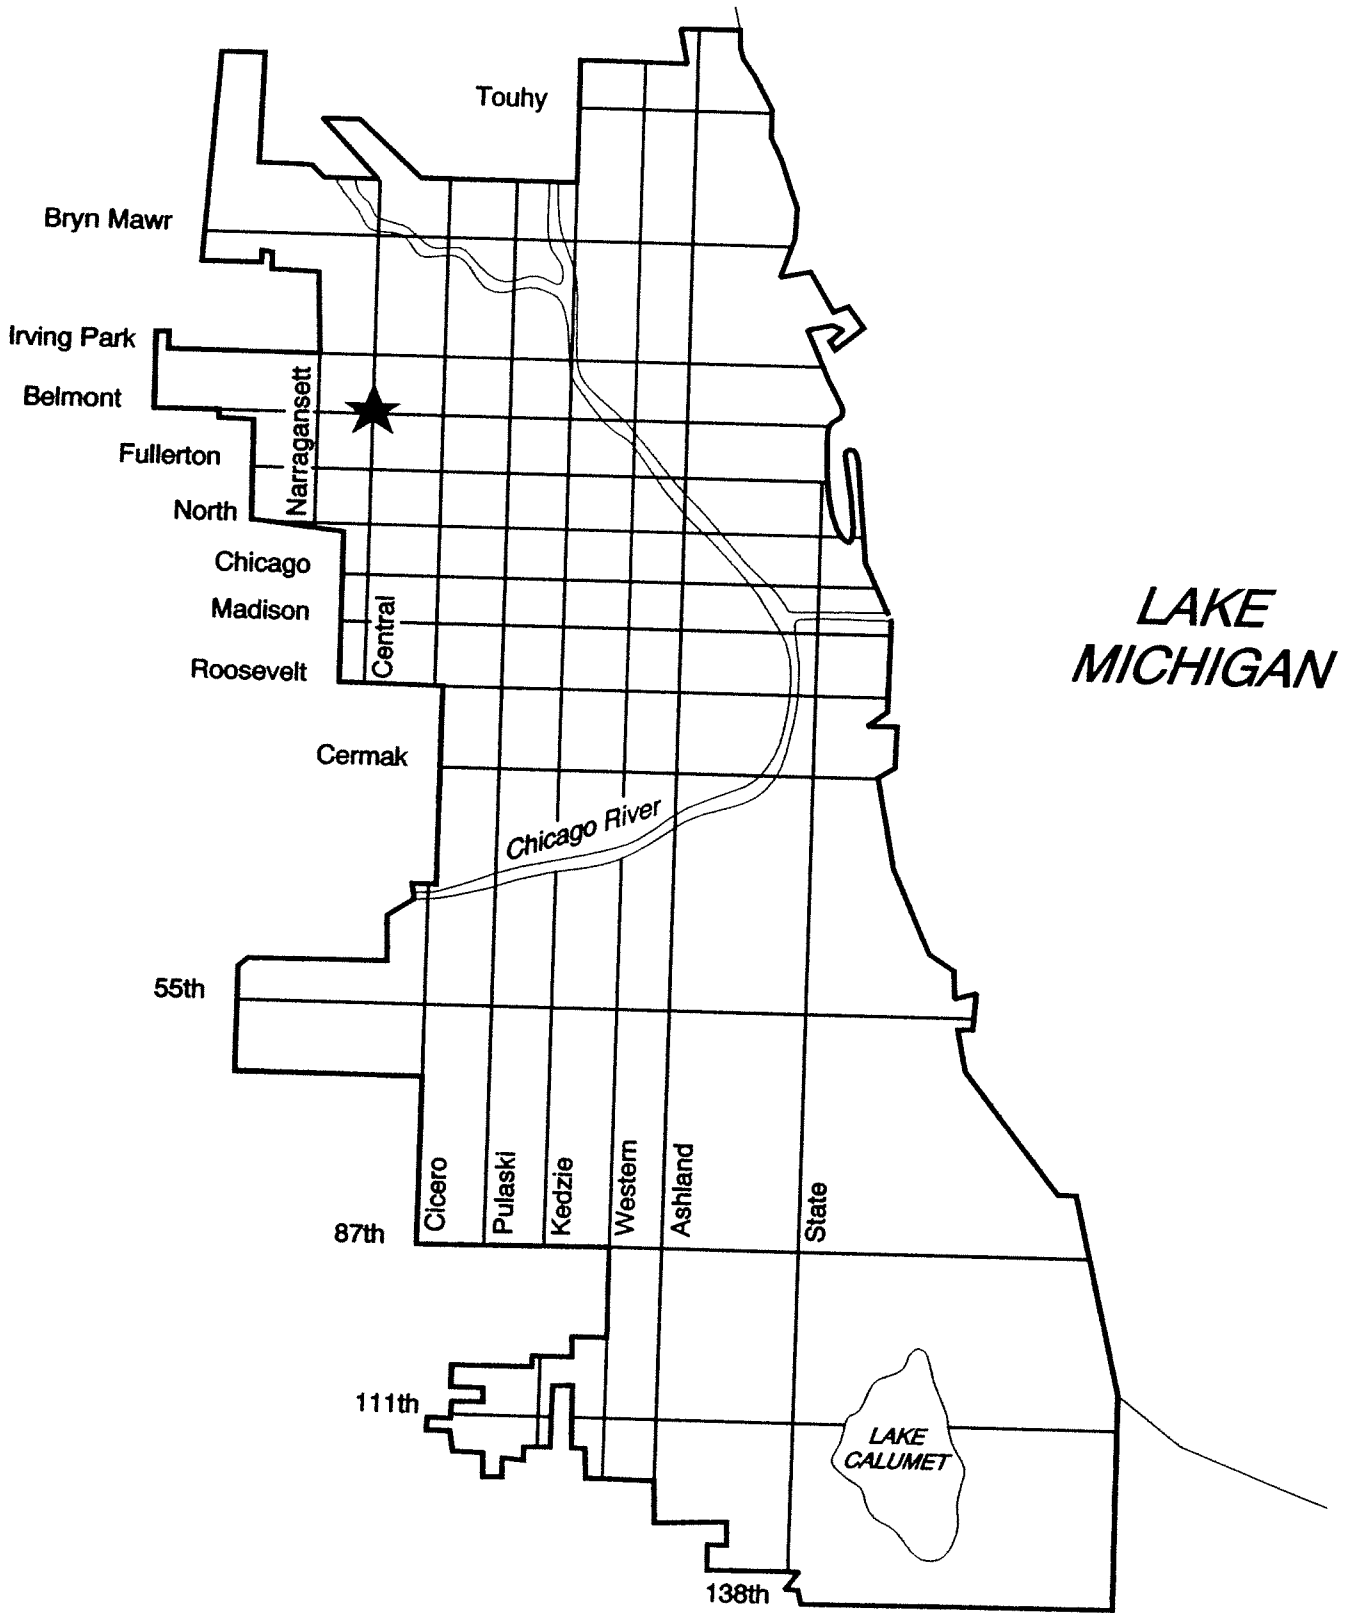 Touhy
Bryn Mawr
Irving Park
Belmont
Narragansett
Fullerton
North
Chicago
Madison
Central
Roosevelt
LAKE
MICHIGAN
Cermak
Chicago River
55th
Cicero
Pulaski
Kedzie
Western
Ashland
State
87th
111th
LAKE
CALUMET
138th